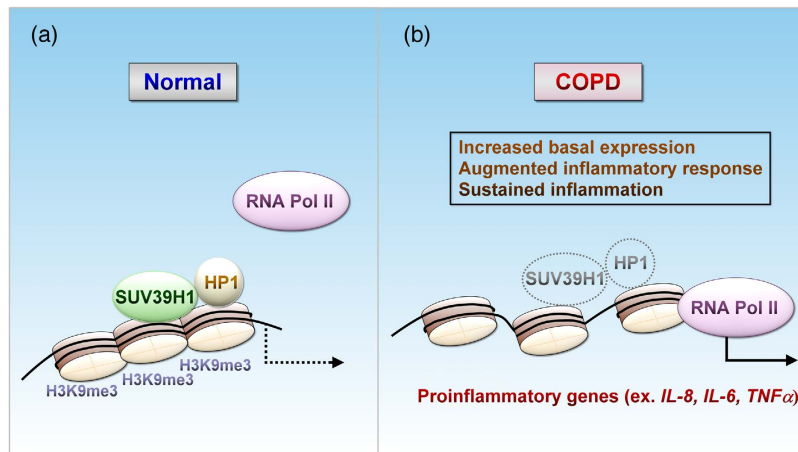 (a)
Normal
RNA Pol II
HP1
SUV39H1
H3K9me3
H3K9me3
H3K9me3
(b)
COPD
Increased basal expression
Augmented inflammatory response
Sustained inflammation
HP1
SUV39H1
RNA Pol II
Proinflammatory genes (ex. IL-8, IL-6, TNFα)